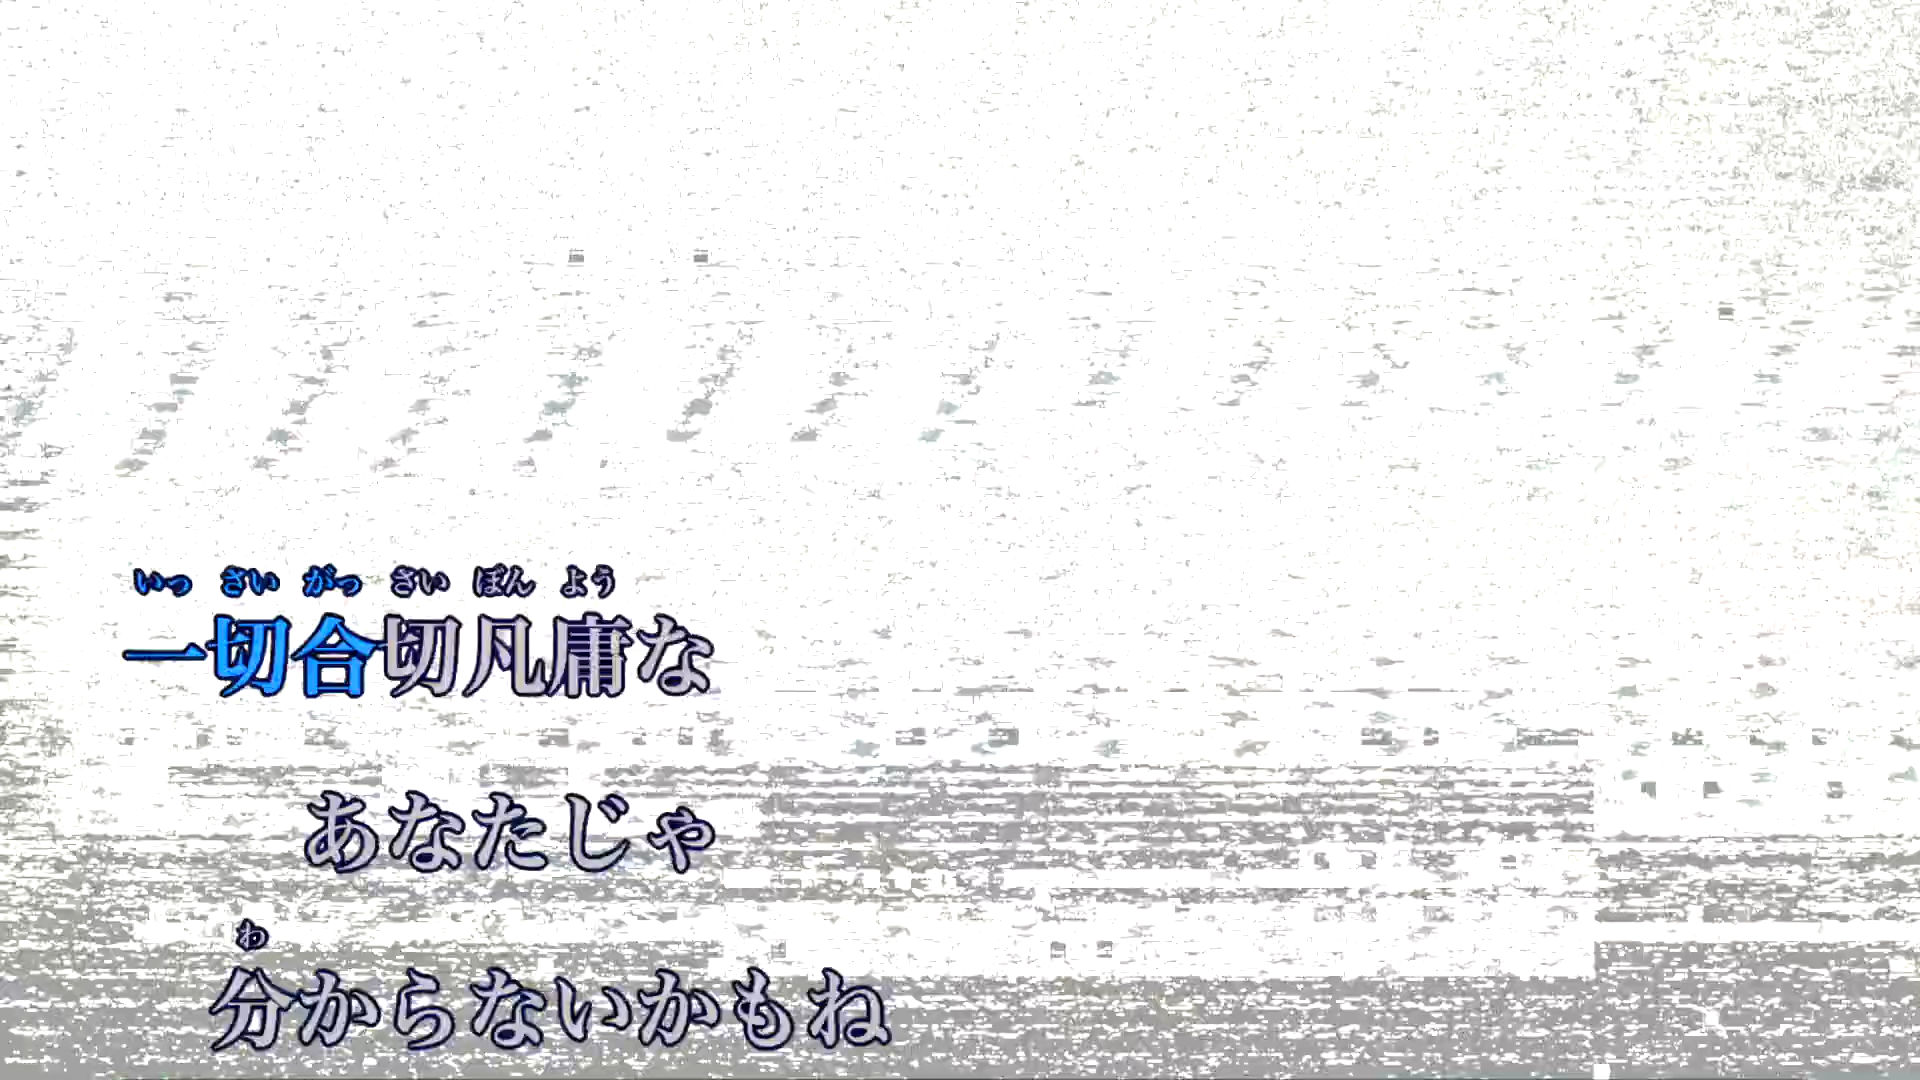 いっ さい がっ さい ぼん よう
一切合切凡庸な
あなたじゃ
わ
分からないかもね